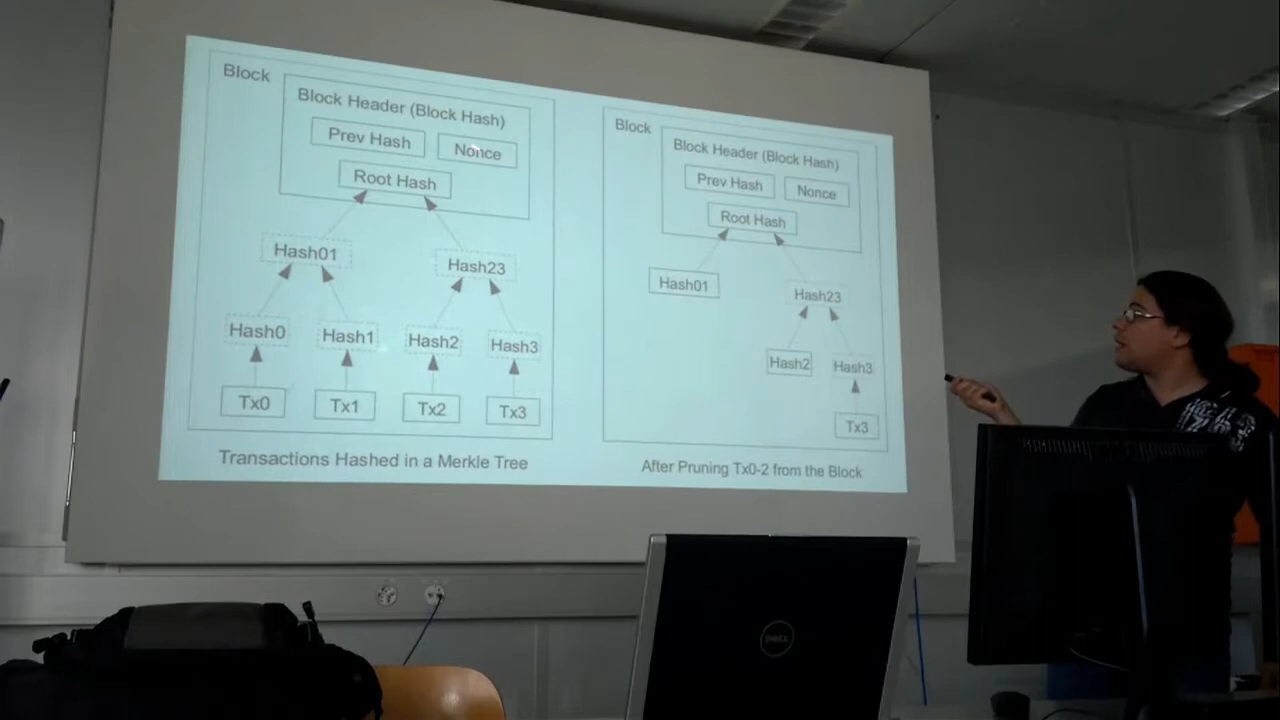 Block
Block Header (Block Hash)
Prev Hash
Nonce
Root Hash
Hash01
Hash23
Hash0
Hash1
Hash2
Hash3
Tx0
Tx1
Tx2
Tx3
Transactions Hashed in a Merkle Tree
Block
Block Header (Block Hash)
Prev Hash
Nonce
Root Hash
Hash01
Hash23
Hash2
Hash3
Tx3
After Pruning Tx0-2 from the Block
DELL